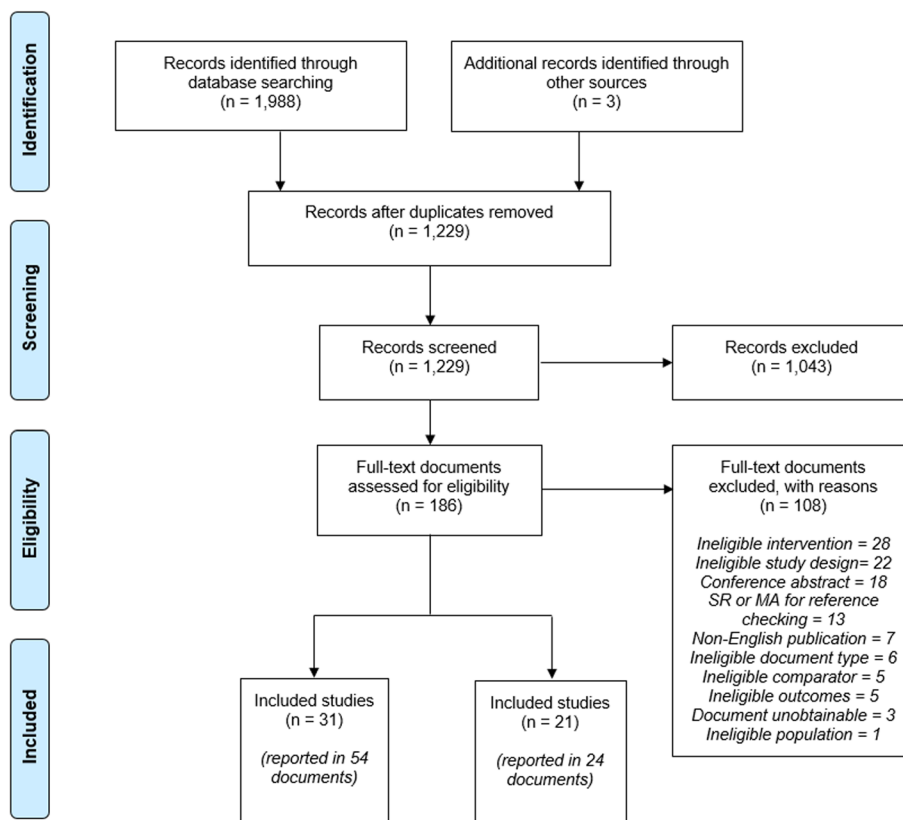 Identification
Records identified through
database searching
(n = 1,988)
Additional records identified through
other sources
(n = 3)
Records after duplicates removed
(n = 1,229)
Screening
Records screened
(n = 1,229)
Records excluded
(n = 1,043)
Eligibility
Full-text documents
assessed for eligibility
(n = 186)
Full-text documents
excluded, with reasons
(n = 108)
Ineligible intervention = 28
Ineligible study design= 22
Conference abstract = 18
SR or MA for reference
checking = 13
Non-English publication = 7
Ineligible document type = 6
Ineligible comparator = 5
Ineligible outcomes = 5
Document unobtainable = 3
Ineligible population = 1
Included
Included studies
(n = 31)
(reported in 54
documents)
Included studies
(n = 21)
(reported in 24
documents)